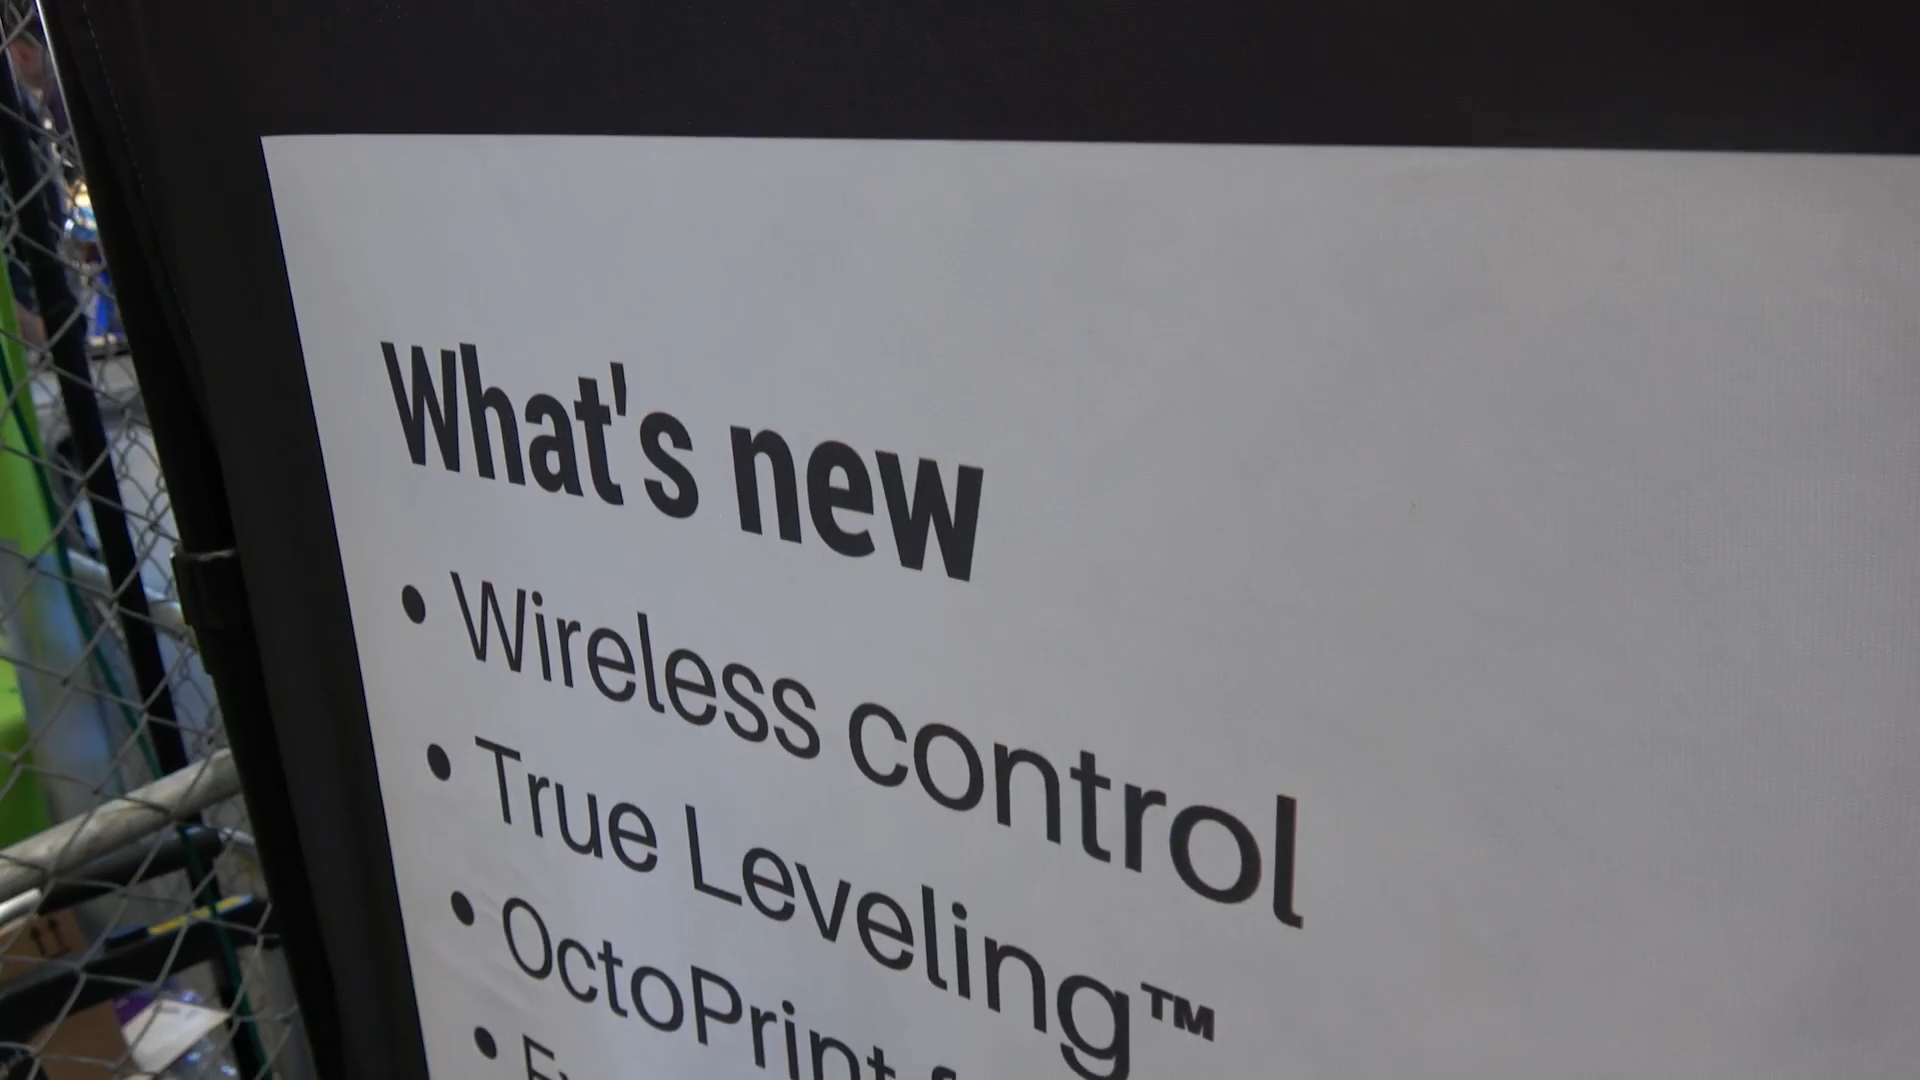 What's new
• Wireless control
• True Leveling™
• OctoPrint